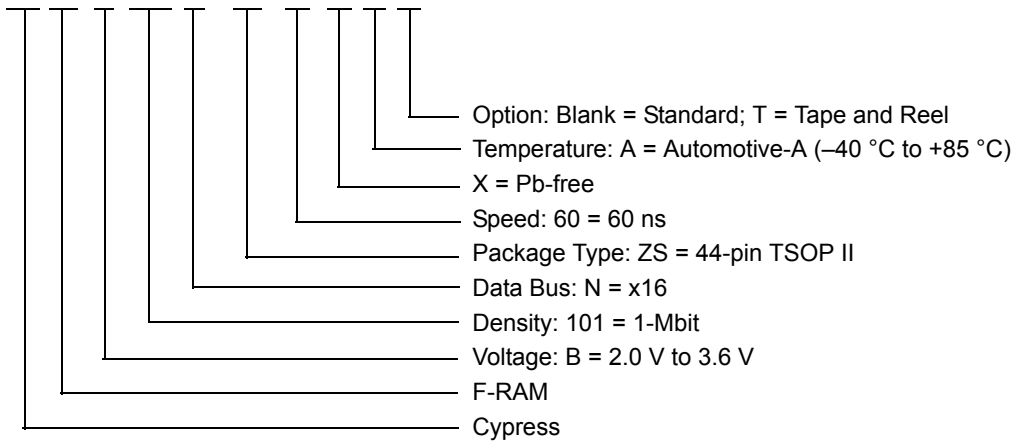 Option: Blank = Standard; T = Tape and Reel
Temperature: A = Automotive-A (–40 °C to +85 °C)
X = Pb-free
Speed: 60 = 60 ns
Package Type: ZS = 44-pin TSOP II
Data Bus: N = x16
Density: 101 = 1-Mbit
Voltage: B = 2.0 V to 3.6 V
F-RAM
Cypress